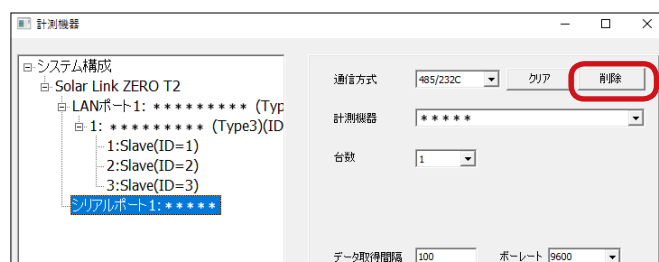 計測機器
システム構成
Solar Link ZERO T2
LANポート1: ********* (Typ
1: ********* (Type3)(ID
1:Slave(ID=1)
2:Slave(ID=2)
3:Slave(ID=3)
シリアルポート1: *****
通信方式 485/232C クリア 削除
計測機器 *****
台数 1
データ取得間隔 100 ボーレート 9600